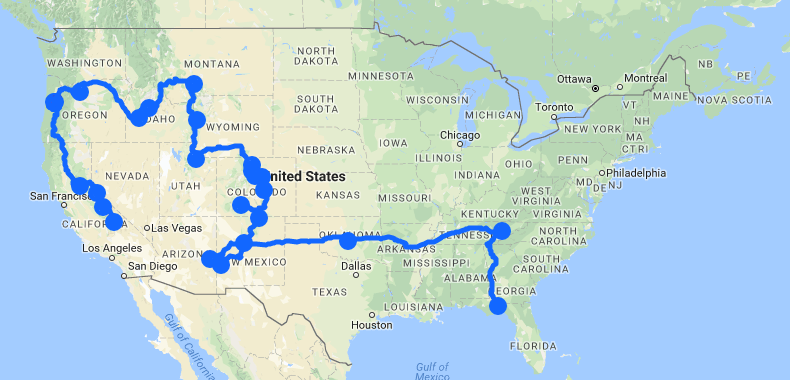 WASHINGTON
MONTANA
NORTH
DAKOTA
MINNESOTA
Ottawa
Montreal
NB
PE
MAINE
NOVA SCOTIA
OREGON
IDAHO
SOUTH
DAKOTA
WISCONSIN
MICHIGAN
Toronto
VT
NH
NEW YORK
MA
CT RI
WYOMING
NEBRASKA
IOWA
Chicago
ILLINOIS
INDIANA
OHIO
PENN
Philadelphia
NEVADA
UTAH
United States
COLORADO
KANSAS
MISSOURI
WEST
VIRGINIA
MD
DE
NJ
San Francisco
CALIFORNIA
Las Vegas
KENTUCKY
VIRGINIA
Los Angeles
San Diego
ARIZONA
NEW MEXICO
OKLAHOMA
ARKANSAS
TENNESSEE
NORTH
CAROLINA
SOUTH
CAROLINA
Dallas
MISSISSIPPI
ALABAMA
GEORGIA
TEXAS
LOUISIANA
Houston
FLORIDA
Gulf of
California
Gulf of
Mexico